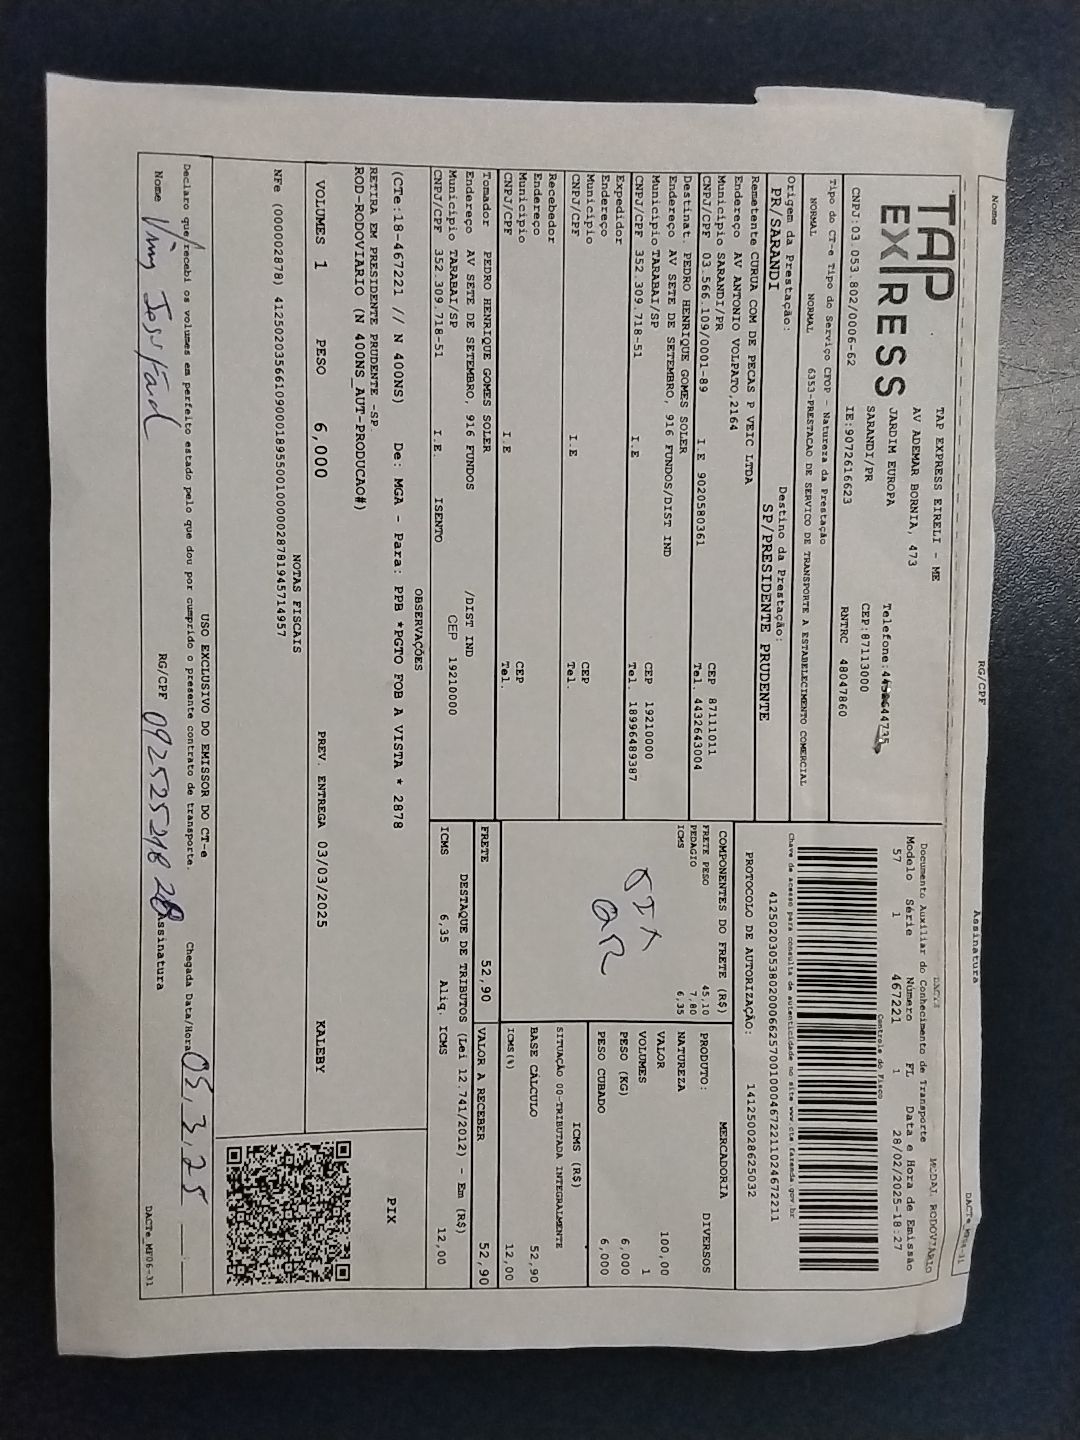 Nome
RG/CPF
Assinatura
DACTe_MF06-31
TAP
EXPRESS
TAP EXPRESS EIRELI - ME
AV ADEMAR BORNIA, 473
JARDIM EUROPA
SARANDI/PR
Telefone:
CEP:87113000
CNPJ:03.053.802/0006-62
IE:9072616623
RNTRC 48047860
DACTE
MODAL RODOVIÁRIO
Documento Auxiliar do Conhecimento de Transporte
Modelo Série Número FL Data e Hora de Emissão
57 1 467221 1 28/02/2025-18:27
Controle do Fisco
Tipo do CT-e Tipo do Serviço CFOP - Natureza da Prestação
NORMAL NORMAL 6353-PRESTACAO DE SERVICO DE TRANSPORTE A ESTABELECIMENTO COMERCIAL
Chave de acesso para consulta de autenticidade no site www.cte.fazenda.gov.br
41250203053802000662570010004672211024672211
PROTOCOLO DE AUTORIZAÇÃO: 141250028625032
Origem da Prestação:
PR/SARANDI
Destino da Prestação:
SP/PRESIDENTE PRUDENTE
Remetente CURUA COM DE PECAS P VEIC LTDA
Endereço AV ANTONIO VOLPATO,2164
Município SARANDI/PR CEP 87111011
CNPJ/CPF 03.566.109/0001-89 I.E 9020580361 Tel. 4432643004
Destinat. PEDRO HENRIQUE GOMES SOLER
Endereço AV SETE DE SETEMBRO, 916 FUNDOS/DIST IND
Município TARABAI/SP CEP 19210000
CNPJ/CPF 352.309.718-51 I.E Tel. 18996489387
Expedidor
Endereço
Município CEP
CNPJ/CPF I.E Tel.
Recebedor
Endereço
Município CEP
CNPJ/CPF I.E Tel.
Tomador PEDRO HENRIQUE GOMES SOLER
Endereço AV SETE DE SETEMBRO, 916 FUNDOS /DIST IND
Município TARABAI/SP CEP 19210000
CNPJ/CPF 352.309.718-51 I.E. ISENTO
COMPONENTES DO FRETE (R$)
FRETE PESO 45,10
PEDAGIO 7,80
ICMS 6,35
MERCADORIA
PRODUTO: DIVERSOS
NATUREZA
VALOR 100,00
VOLUMES 1
PESO (KG) 6,000
PESO CUBADO 6,000
ICMS (R$)
SITUAÇÃO 00-TRIBUTADA INTEGRALMENTE
BASE CÁLCULO 52,90
ICMS(%) 12,00
FRETE 52,90
VALOR A RECEBER 52,90
DESTAQUE DE TRIBUTOS (Lei 12.741/2012) - Em (R$)
ICMS 6,35 Alíq. ICMS 12,00
OBSERVAÇÕES
(CTe:18-467221 // N 400NS) De: MGA - Para: PPB *PGTO FOB A VISTA * 2878
RETIRA EM PRESIDENTE PRUDENTE -SP.
ROD-RODOVIARIO (N 400NS_AUT-PRODUCAO#)
PIX
VOLUMES 1 PESO 6,000 PREV. ENTREGA 03/03/2025 KALEBY
NOTAS FISCAIS
NFe (000002878) 41250203566109000189550010000028781945714957
USO EXCLUSIVO DO EMISSOR DO CT-e
Declaro que recebi os volumes em perfeito estado pelo que dou por cumprido o presente contrato de transporte. Chegada Data/Hora 05,3,25
Nome RG/CPF Assinatura
DACTe_MF06-31